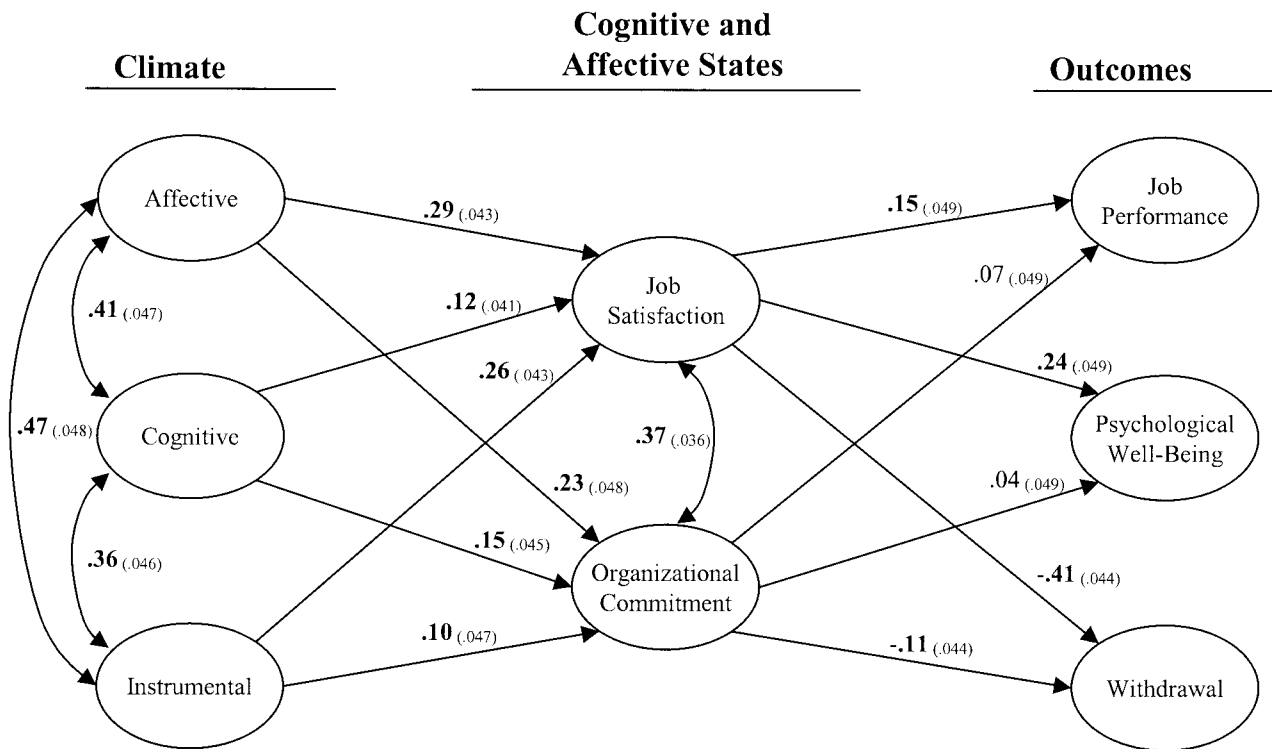 Climate
Cognitive and
Affective States
Outcomes
Affective
Job
Performance
.29 (.043)
.15 (.049)
.07 (.049)
.41 (.047)
.12 (.041)
Job
Satisfaction
.26 (.043)
.24 (.049)
.47 (.048)
Cognitive
.37 (.036)
Psychological
Well-Being
.23 (.048)
.04 (.049)
.36 (.046)
.15 (.045)
Organizational
Commitment
-.41 (.044)
.10 (.047)
-.11 (.044)
Instrumental
Withdrawal